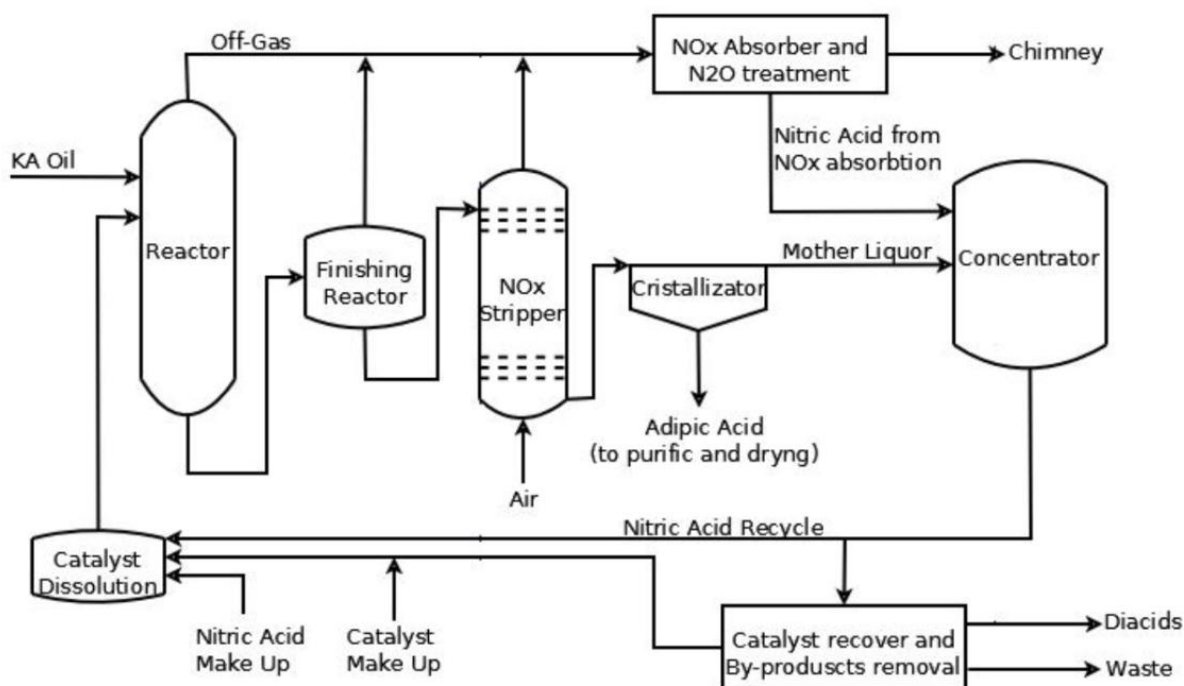 Off-Gas
NOx Absorber and
N2O treatment
Chimney
KA Oil
Nitric Acid from
NOx absorbtion
Reactor
Finishing
Reactor
NOx
Stripper
Mother Liquor
Cristallizator
Concentrator
Adipic Acid
(to purific and dryng)
Air
Nitric Acid Recycle
Catalyst
Dissolution
Nitric Acid
Make Up
Catalyst
Make Up
Catalyst recover and
By-produscts removal
Diacids
Waste